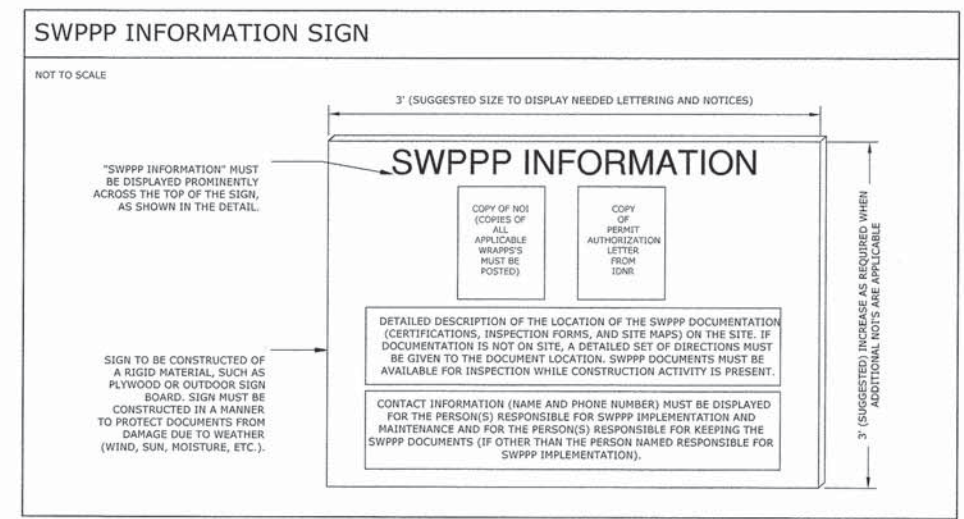 SWPPP INFORMATION SIGN
NOT TO SCALE
3' (SUGGESTED SIZE TO DISPLAY NEEDED LETTERING AND NOTICES)
"SWPPP INFORMATION" MUST
BE DISPLAYED PROMINENTLY
ACROSS THE TOP OF THE SIGN,
AS SHOWN IN THE DETAIL.
SWPPP INFORMATION
COPY OF NOI
(COPIES OF
ALL
APPLICABLE
WRAPPS'S
MUST BE
POSTED)
COPY
OF
PERMIT
AUTHORIZATION
LETTER
FROM
IDNR
DETAILED DESCRIPTION OF THE LOCATION OF THE SWPPP DOCUMENTATION
(CERTIFICATIONS, INSPECTION FORMS, AND SITE MAPS) ON THE SITE. IF
DOCUMENTATION IS NOT ON SITE, A DETAILED SET OF DIRECTIONS MUST
BE GIVEN TO THE DOCUMENT LOCATION. SWPPP DOCUMENTS MUST BE
AVAILABLE FOR INSPECTION WHILE CONSTRUCTION ACTIVITY IS PRESENT.
CONTACT INFORMATION (NAME AND PHONE NUMBER) MUST BE DISPLAYED
FOR THE PERSON(S) RESPONSIBLE FOR SWPPP IMPLEMENTATION AND
MAINTENANCE AND FOR THE PERSON(S) RESPONSIBLE FOR KEEPING THE
SWPPP DOCUMENTS (IF OTHER THAN THE PERSON NAMED RESPONSIBLE FOR
SWPPP IMPLEMENTATION).
SIGN TO BE CONSTRUCTED OF
A RIGID MATERIAL, SUCH AS
PLYWOOD OR OUTDOOR SIGN
BOARD. SIGN MUST BE
CONSTRUCTED IN A MANNER
TO PROTECT DOCUMENTS FROM
DAMAGE DUE TO WEATHER
(WIND, SUN, MOISTURE, ETC.).
3' (SUGGESTED) INCREASE AS REQUIRED WHEN
ADDITIONAL NOI'S ARE APPLICABLE